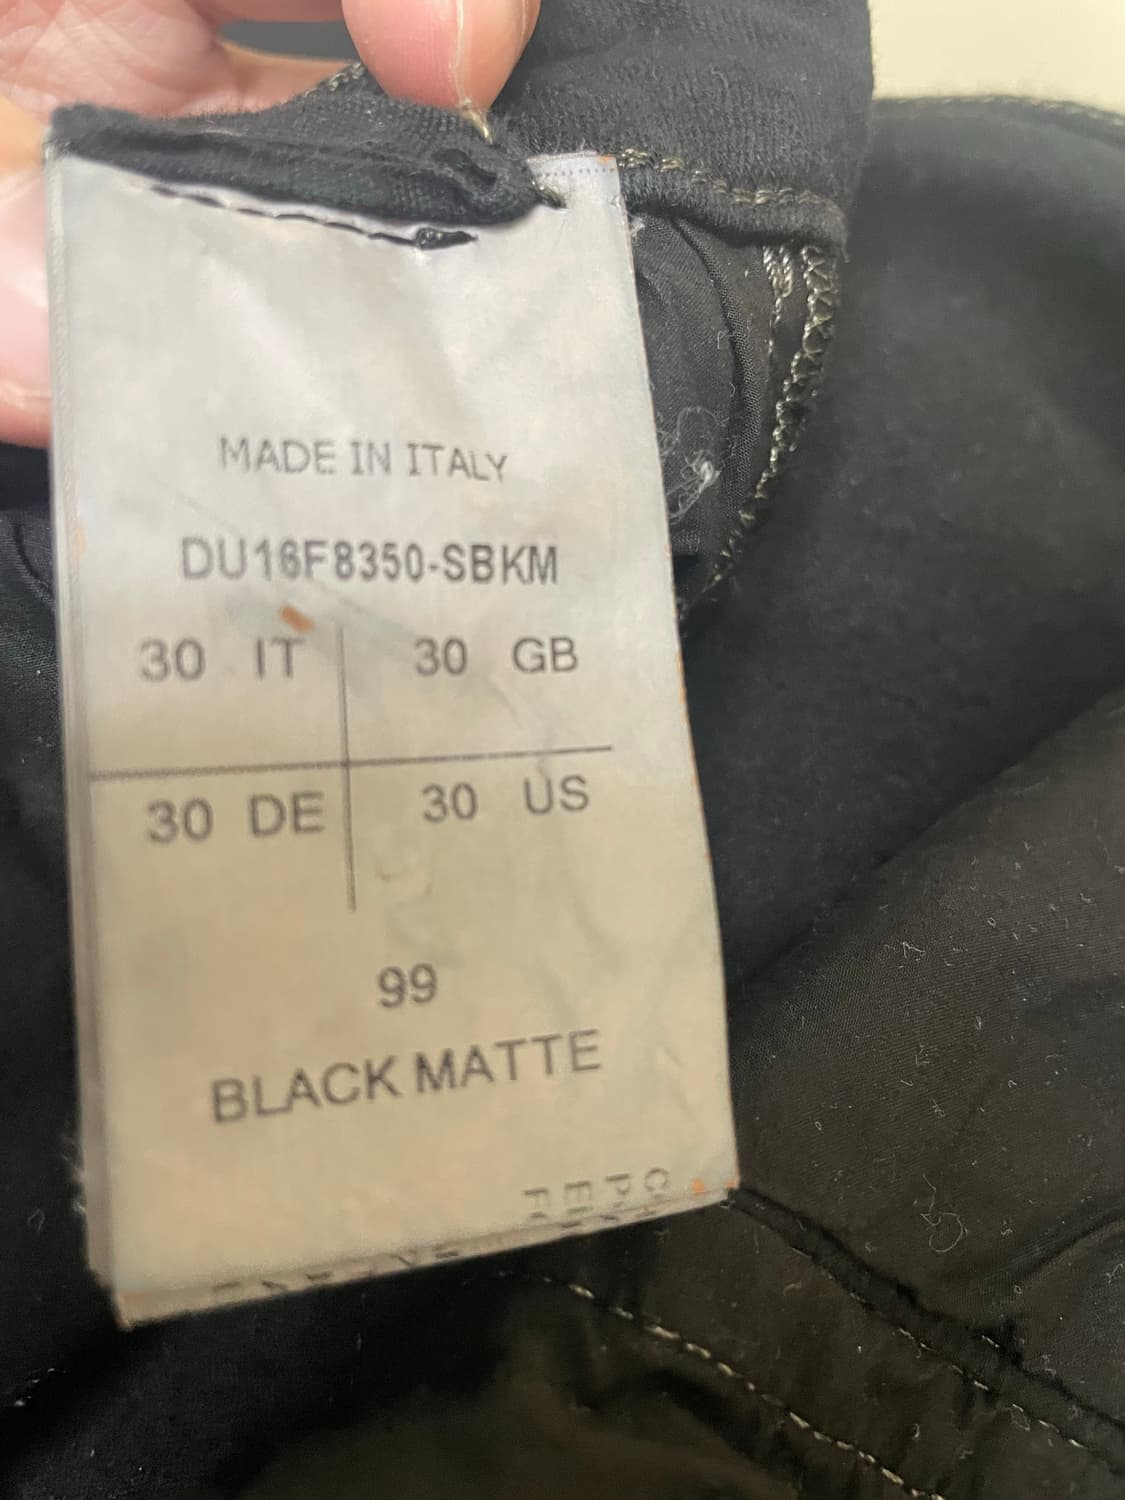 MADE IN ITALY
DU16F8350-SBKM
30 IT 30 GB
30 DE 30 US
99
BLACK MATTE